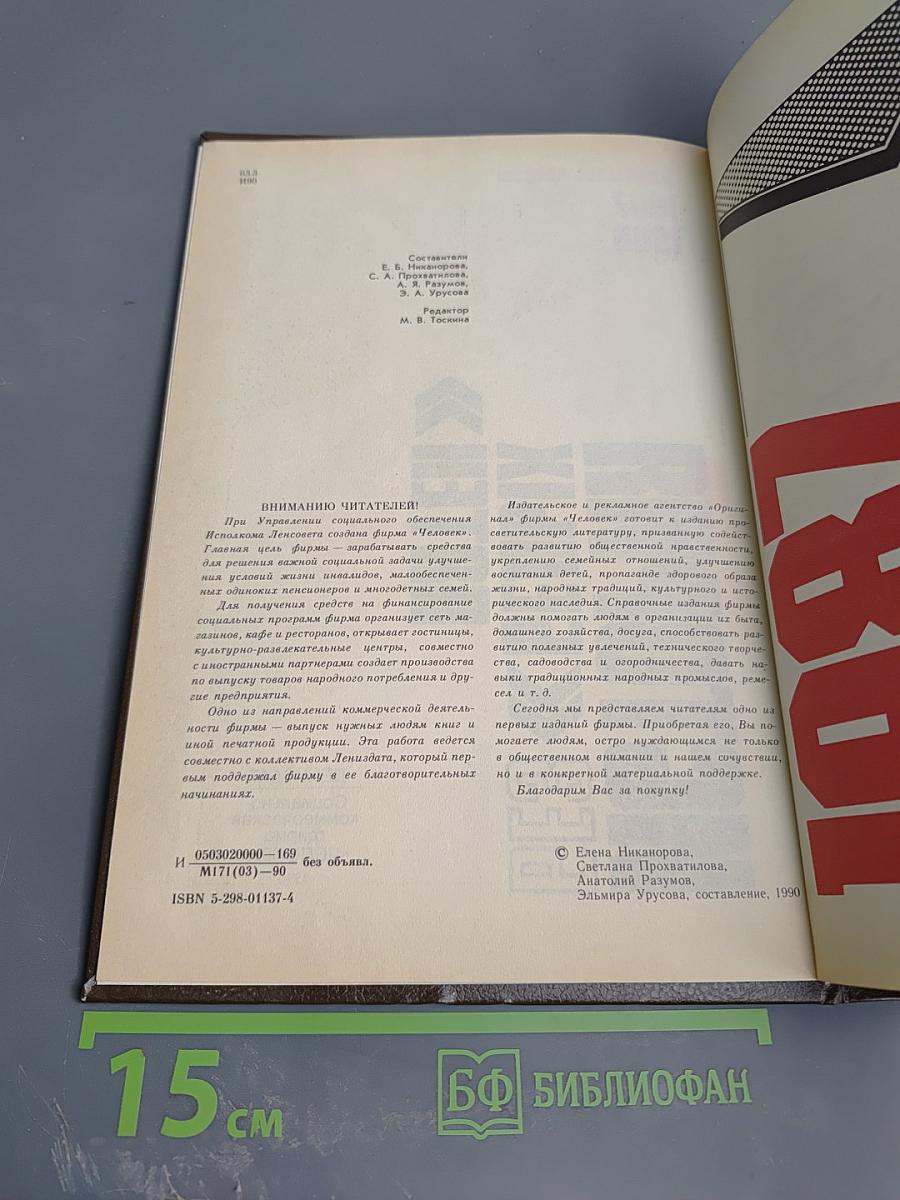 63.3
И90
Составители
Е. Б. Никанорова,
С. А. Прохватилова,
А. Я. Разумов,
Э. А. Урусова
Редактор
М. В. Тоскина
ВНИМАНИЮ ЧИТАТЕЛЕЙ!
При Управлении социального обеспечения
Исполкома Ленсовета создана фирма «Человек».
Главная цель фирмы — зарабатывать средства
для решения важной социальной задачи улучше-
ния условий жизни инвалидов, малообеспечен-
ных одиноких пенсионеров и многодетных семей.
Для получения средств на финансирование
социальных программ фирма организует сеть ма-
газинов, кафе и ресторанов, открывает гостиницы,
культурно-развлекательные центры, совместно
с иностранными партнерами создает производства
по выпуску товаров народного потребления и дру-
гие предприятия.
Одно из направлений коммерческой деятель-
ности фирмы — выпуск нужных людям книг и
иной печатной продукции. Эта работа ведется
совместно с коллективом Лениздата, который пер-
вым поддержал фирму в ее благотворительных
начинаниях.
Издательское и рекламное агентство «Ориги-
нал» фирмы «Человек» готовит к изданию про-
светительскую литературу, призванную содейст-
вовать развитию общественной нравственности,
укреплению семейных отношений, улучшению
воспитания детей, пропаганде здорового образа
жизни, народных традиций, культурного и исто-
рического наследия. Справочные издания фирмы
должны помогать людям в организации их быта,
домашнего хозяйства, досуга, способствовать раз-
витию полезных увлечений, технического творче-
ства, садоводства и огородничества, давать на-
выки традиционных народных промыслов, реме-
сел и т. д.
Сегодня мы представляем читателям одно из
первых изданий фирмы. Приобретая его, Вы по-
могаете людям, остро нуждающимся не только
в общественном внимании и нашем сочувствии,
но и в конкретной материальной поддержке.
Благодарим Вас за покупку!
И 0503020000—169 без объявл.
М171(03)—90
ISBN 5-298-01137-4
© Елена Никанорова,
Светлана Прохватилова,
Анатолий Разумов,
Эльмира Урусова, составление, 1990
15 см
БФ БИБЛИОФАН